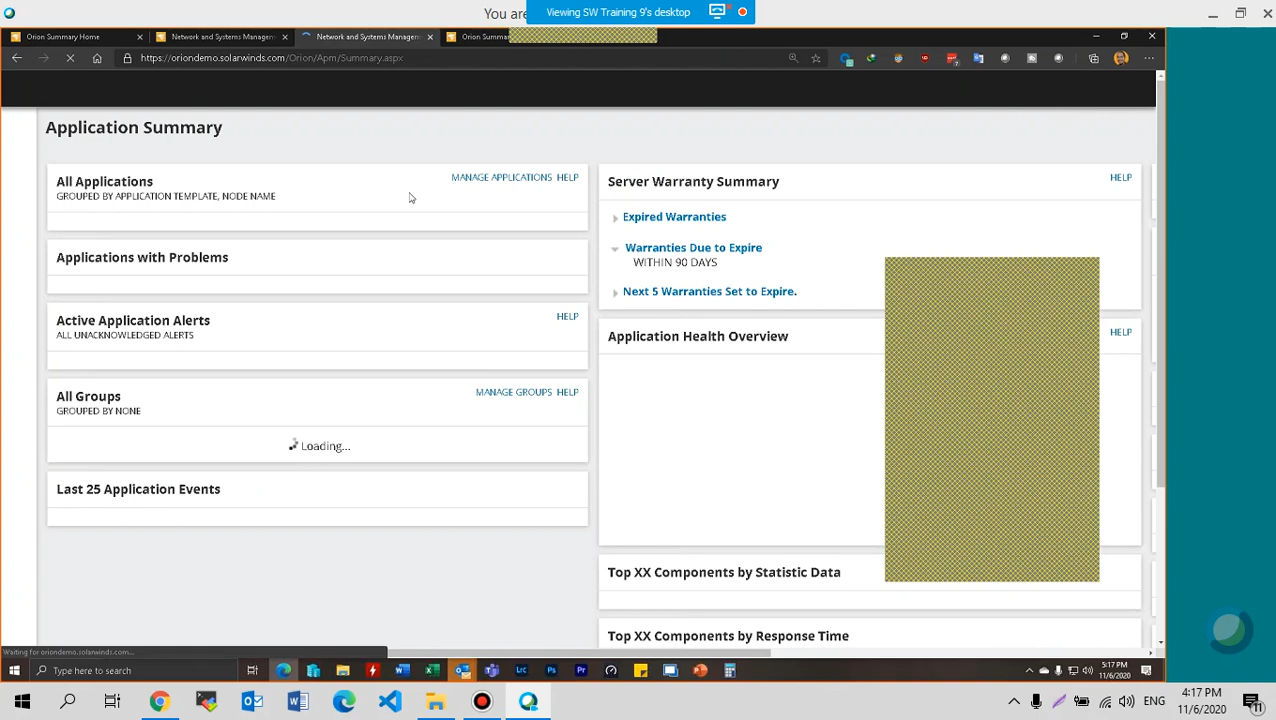 You are
Viewing SW Training 9's desktop
Orion Summary Home
Network and Systems Manageme
Network and Systems Manageme
Orion Summa
https://oriondemo.solarwinds.com/Orion/Apm/Summary.aspx
Application Summary
All Applications
MANAGE APPLICATIONS HELP
GROUPED BY APPLICATION TEMPLATE, NODE NAME
Applications with Problems
Active Application Alerts
HELP
ALL UNACKNOWLEDGED ALERTS
All Groups
MANAGE GROUPS HELP
GROUPED BY NONE
Loading...
Last 25 Application Events
Server Warranty Summary
HELP
Expired Warranties
Warranties Due to Expire
WITHIN 90 DAYS
Next 5 Warranties Set to Expire.
Application Health Overview
HELP
Top XX Components by Statistic Data
Top XX Components by Response Time
Waiting for oriondemo.solarwinds.com...
Type here to search
5:17 PM
11/6/2020
ENG
4:17 PM
11/6/2020